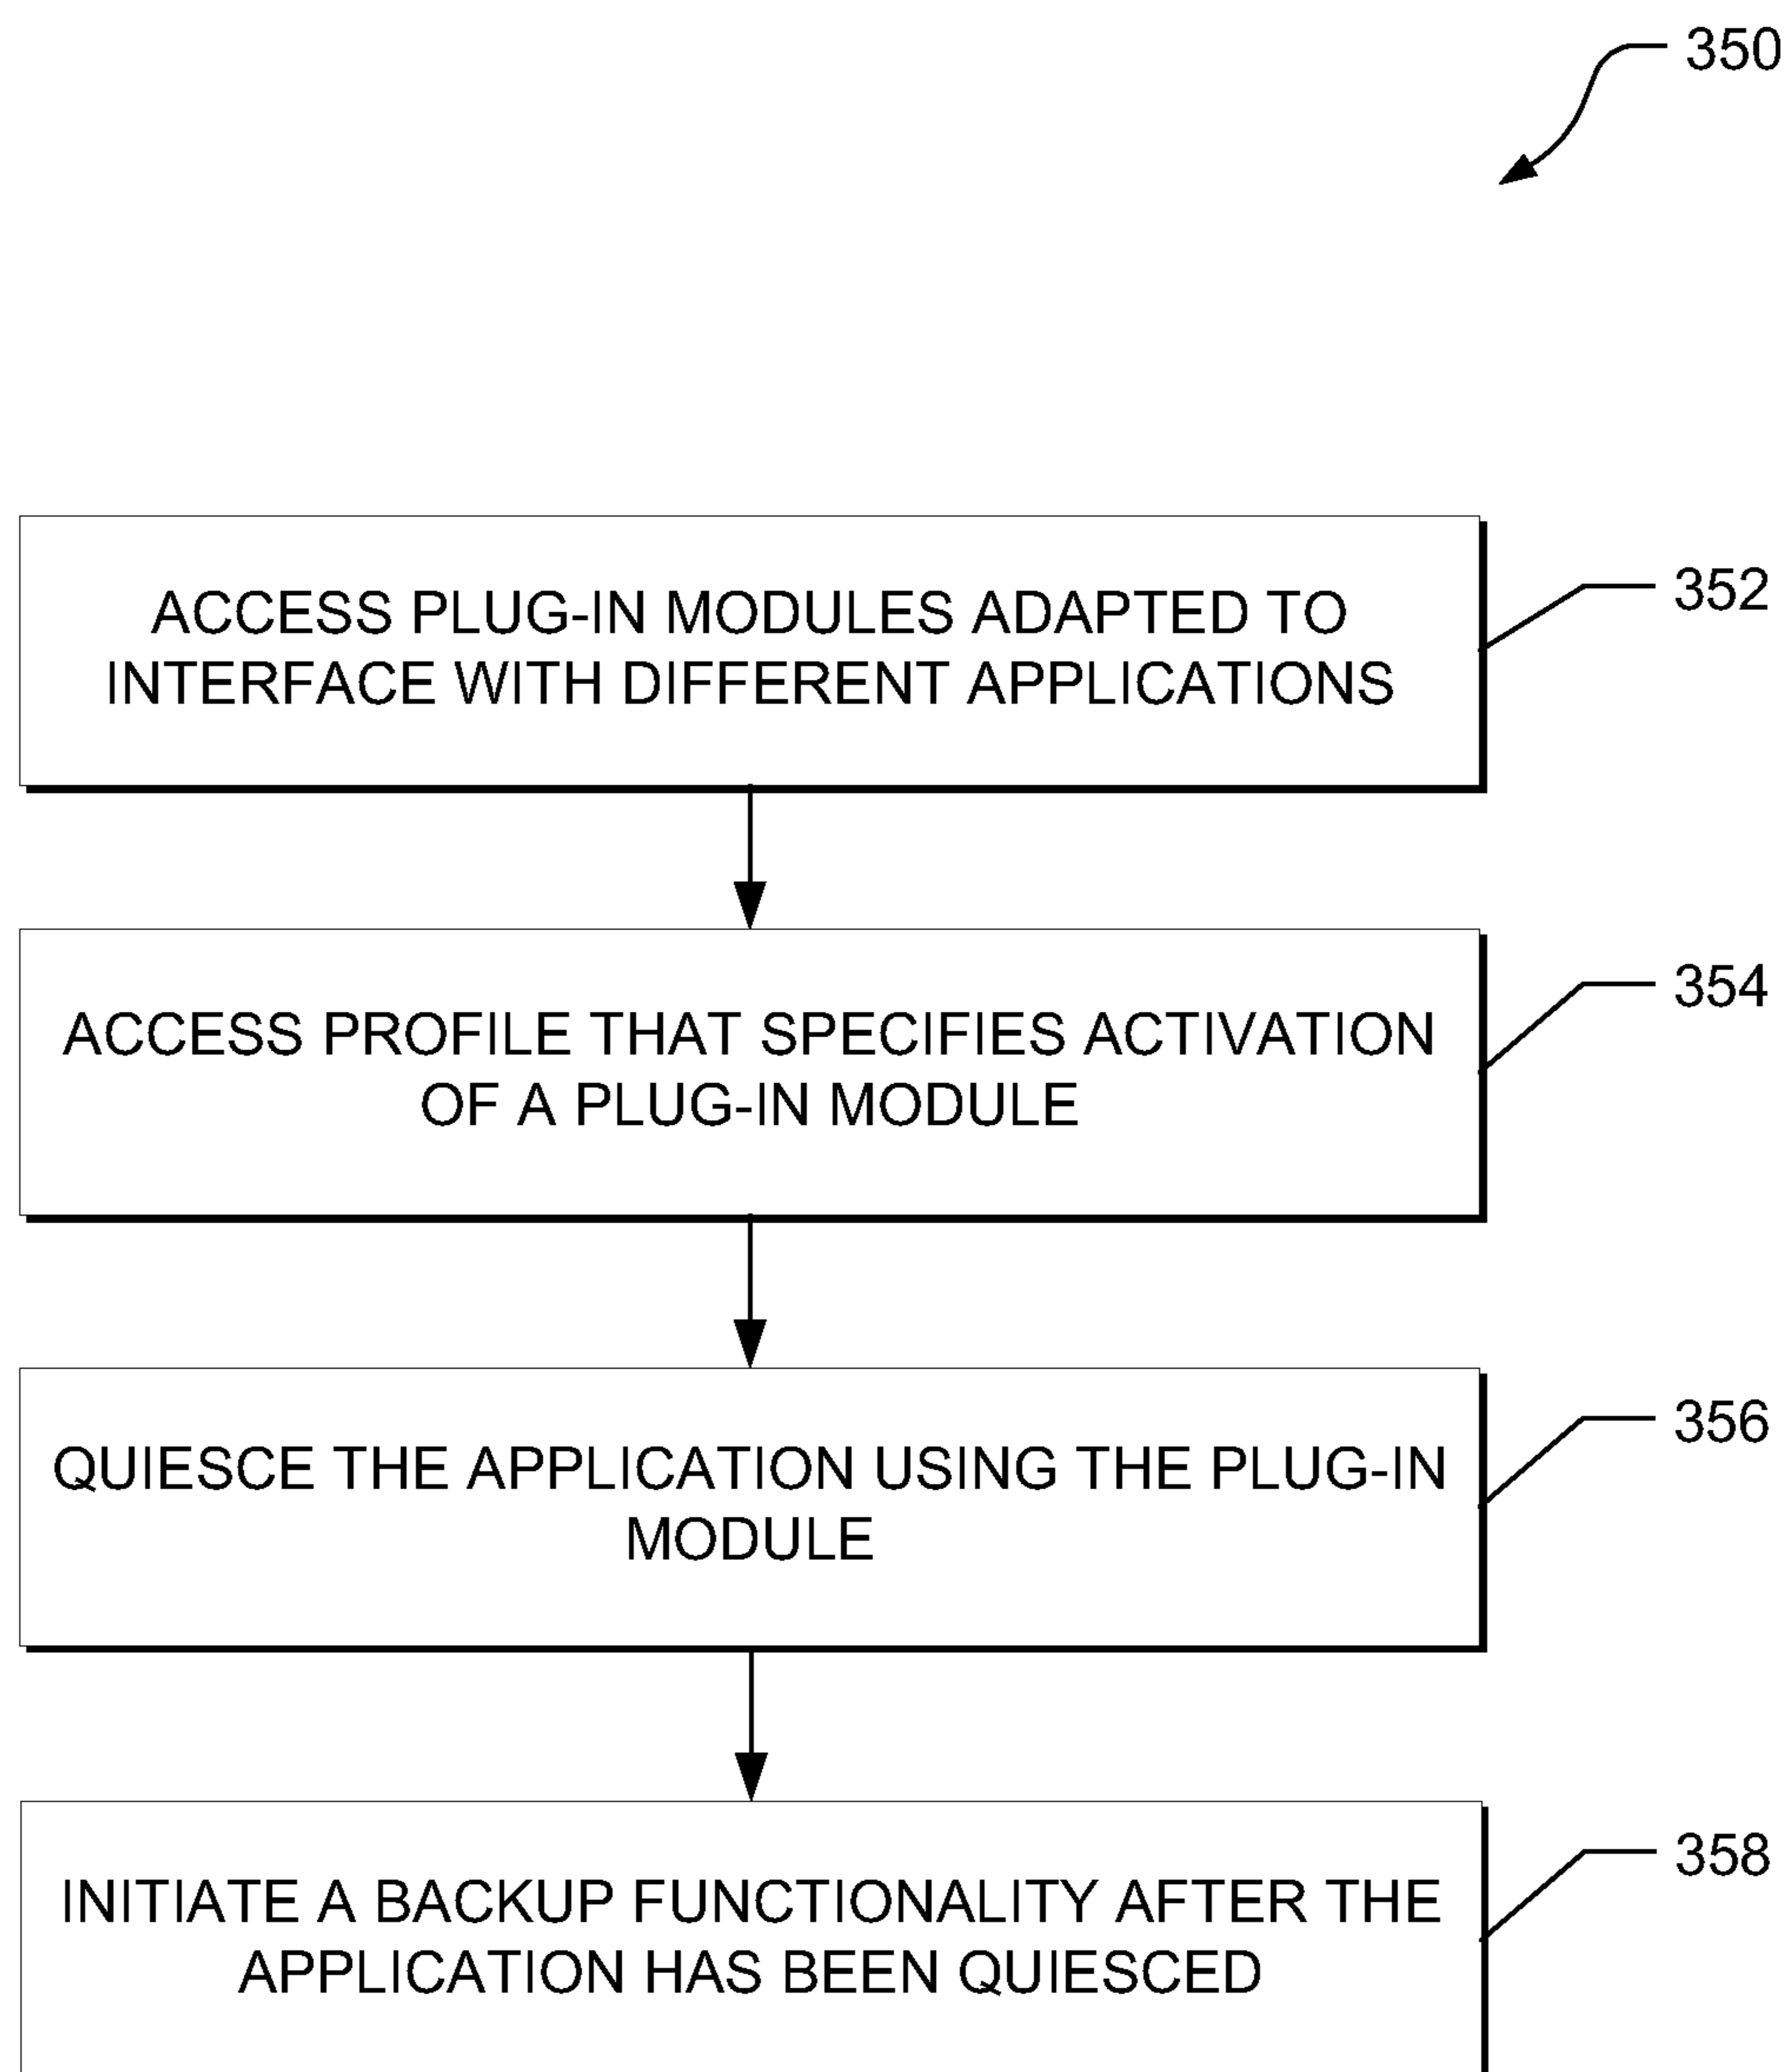 350
ACCESS PLUG-IN MODULES ADAPTED TO
INTERFACE WITH DIFFERENT APPLICATIONS
352
ACCESS PROFILE THAT SPECIFIES ACTIVATION
OF A PLUG-IN MODULE
354
QUIESCE THE APPLICATION USING THE PLUG-IN
MODULE
356
INITIATE A BACKUP FUNCTIONALITY AFTER THE
APPLICATION HAS BEEN QUIESCED
358